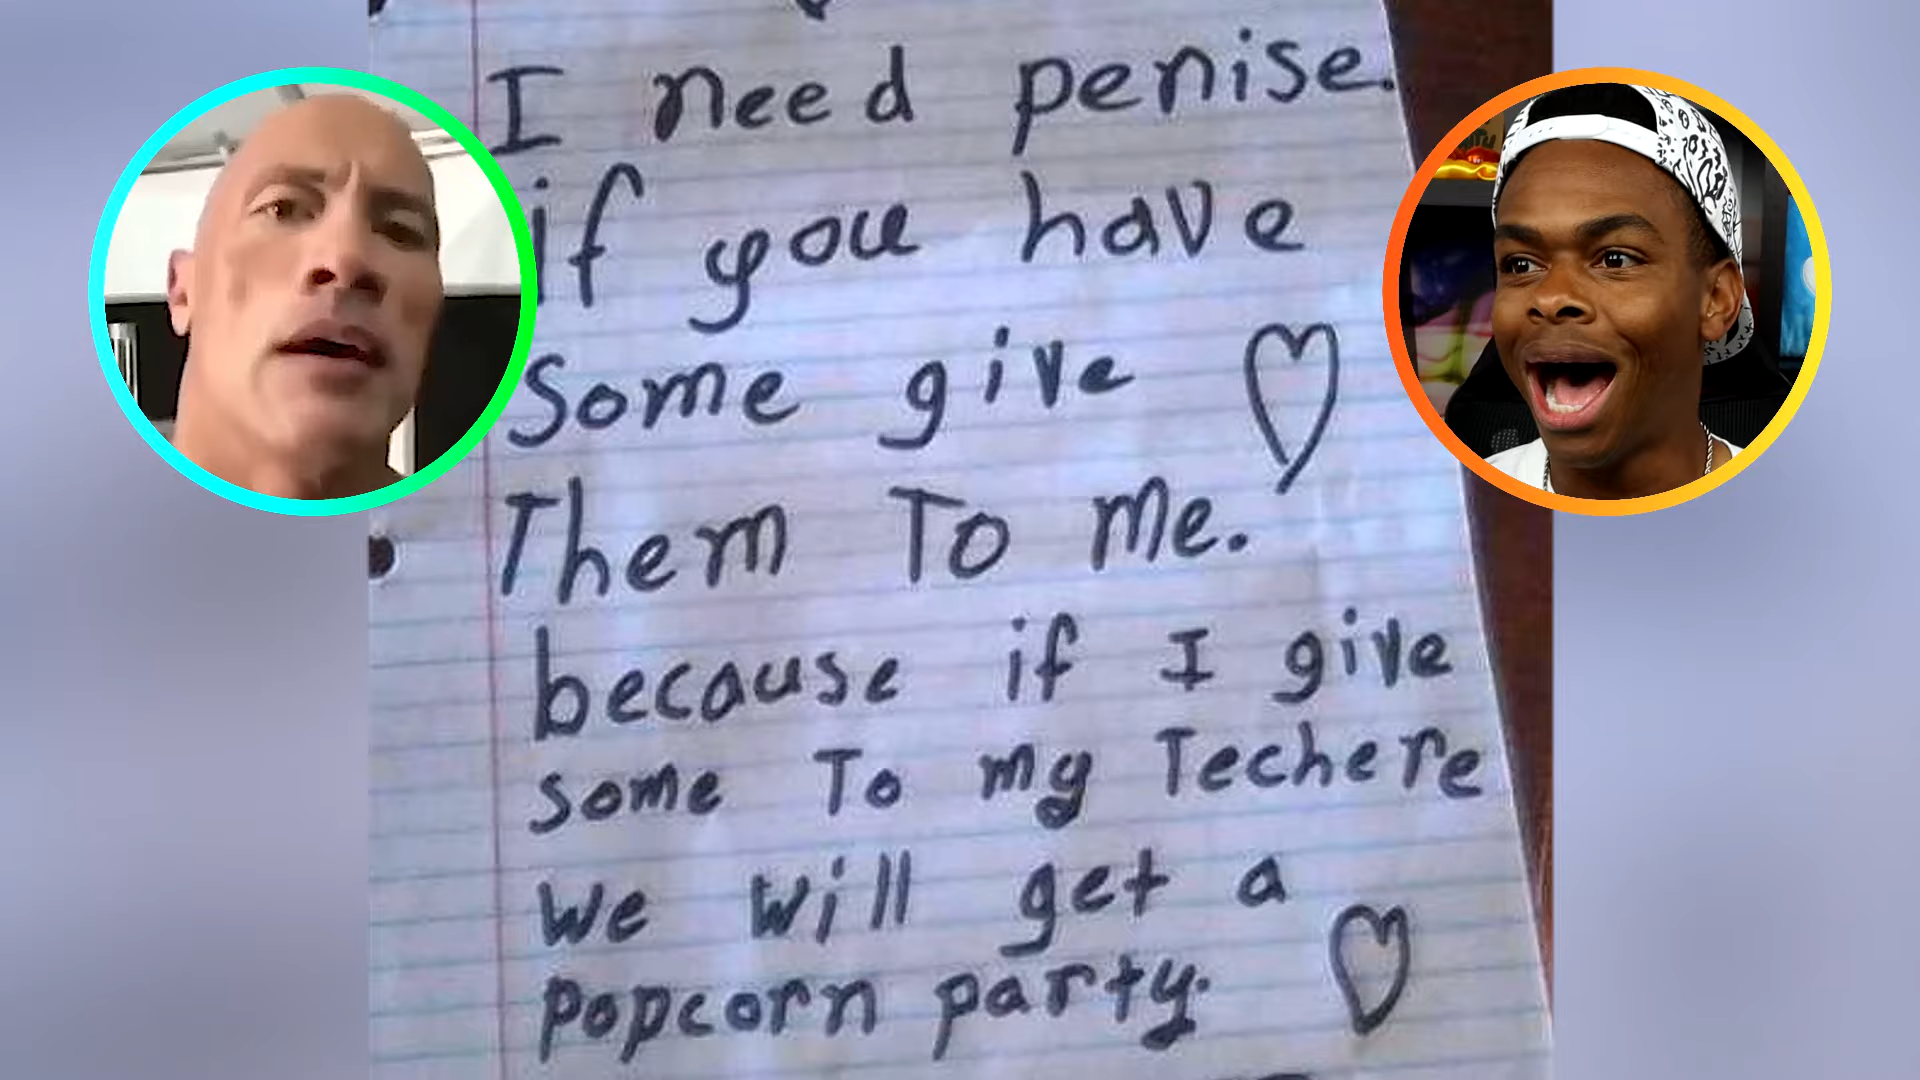 I need penise.
if you have
Some give
Them To me.
because if I give
some To my Techere
we will get a
popcorn party.